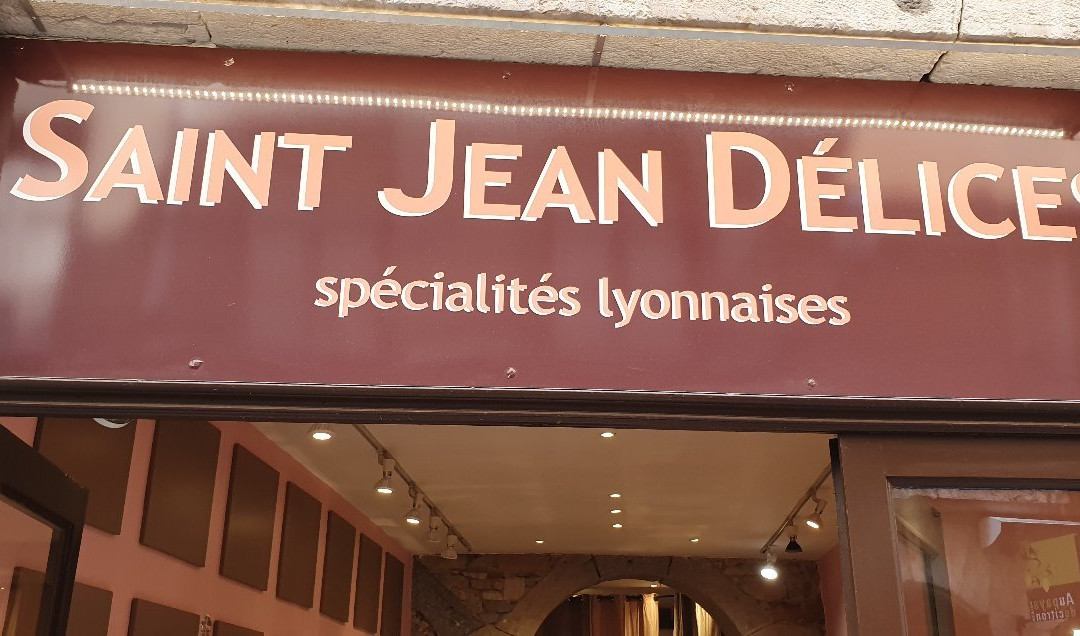 SAINT JEAN DÉLICES
spécialités lyonnaises